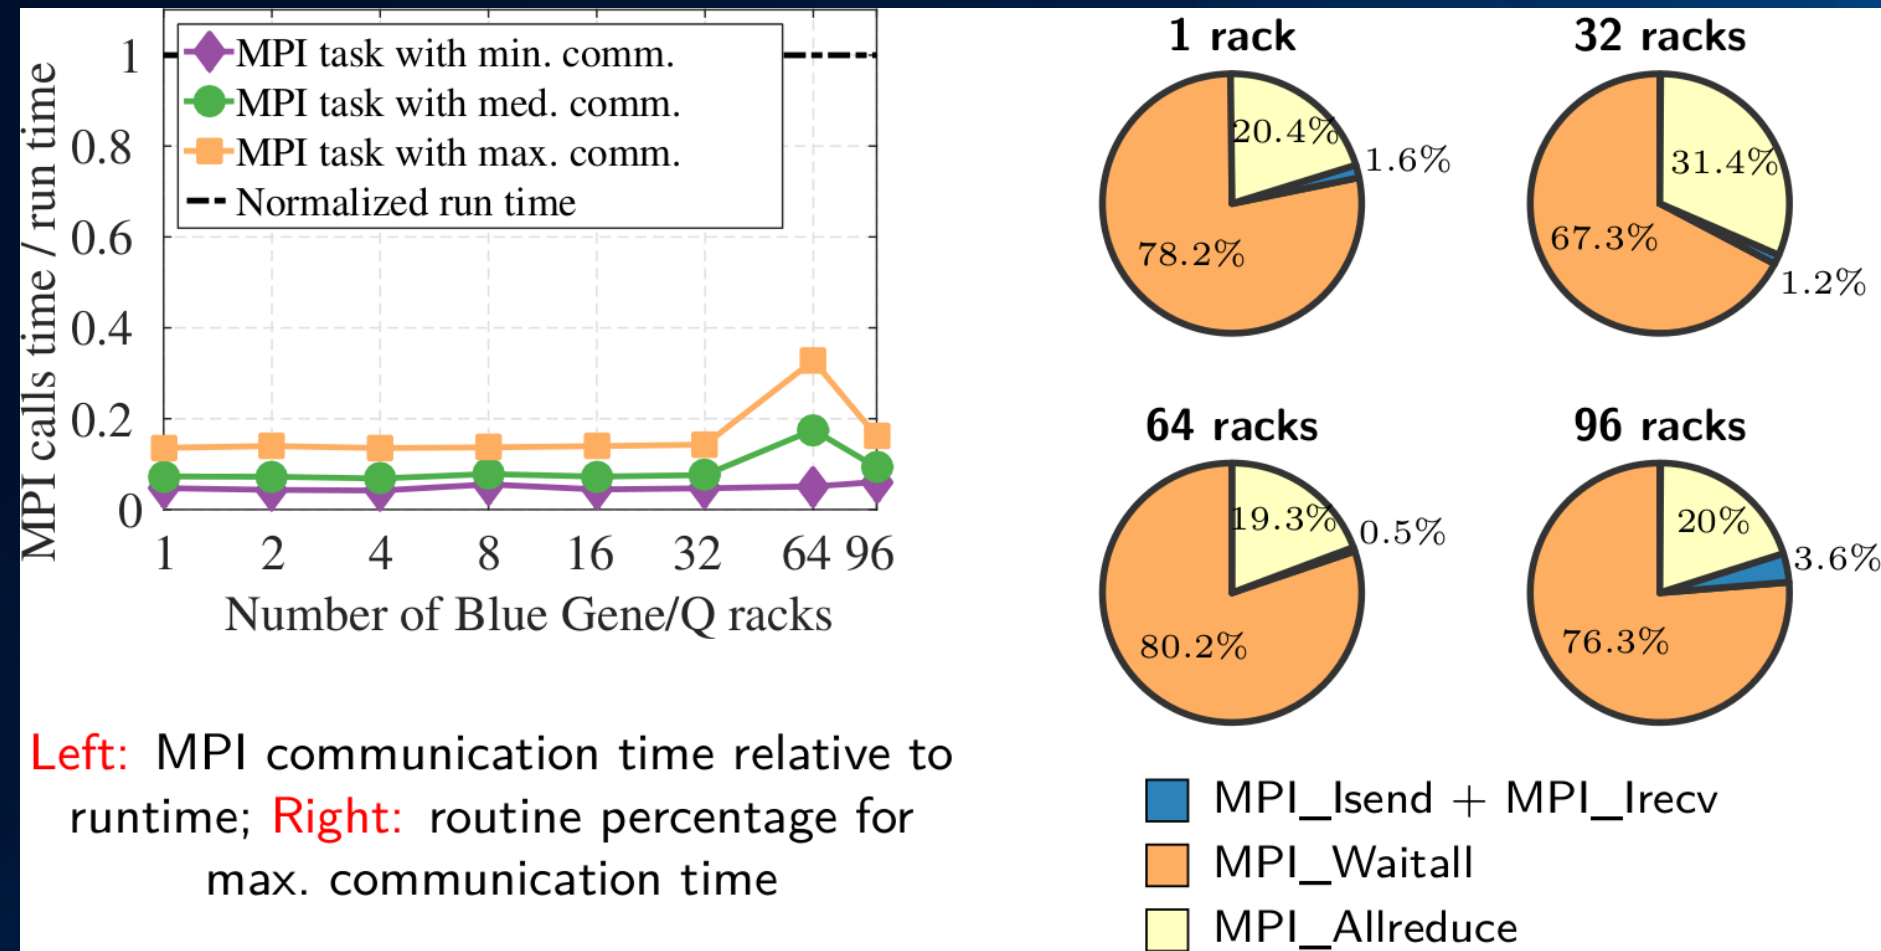 MPI calls time / run time
1
0.8
0.6
0.4
0.2
0
MPI task with min. comm.
MPI task with med. comm.
MPI task with max. comm.
Normalized run time
1 2 4 8 16 32 64 96
Number of Blue Gene/Q racks
Left: MPI communication time relative to
runtime; Right: routine percentage for
max. communication time
1 rack
20.4%
1.6%
78.2%
32 racks
31.4%
67.3%
1.2%
64 racks
19.3%
0.5%
80.2%
96 racks
20%
3.6%
76.3%
MPI_Isend + MPI_Irecv
MPI_Waitall
MPI_Allreduce